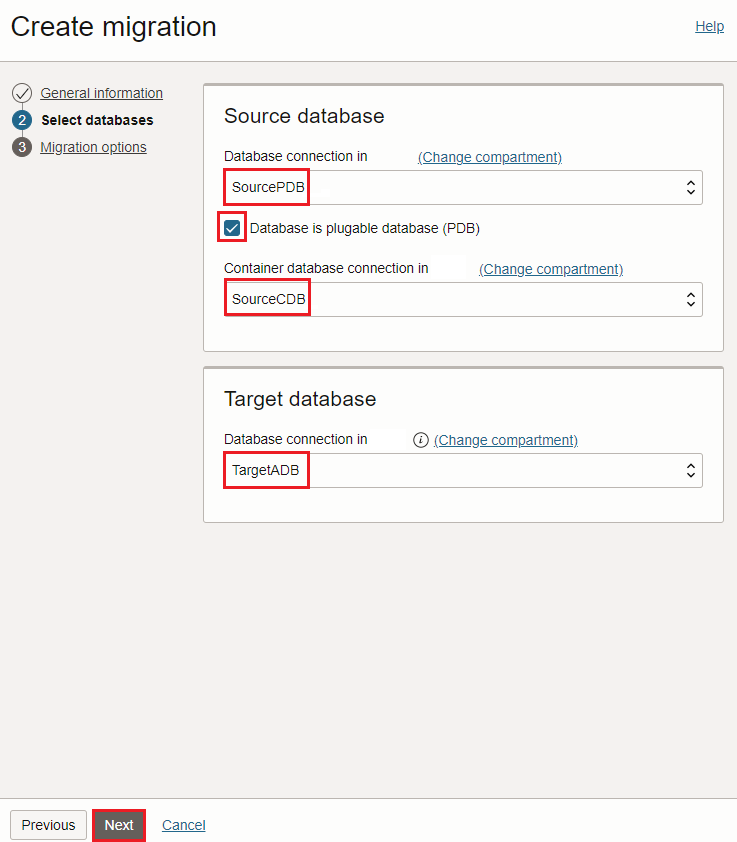 Create migration
Help
General information
2 Select databases
3 Migration options
Source database
Database connection in (Change compartment)
SourcePDB
Database is plugable database (PDB)
Container database connection in (Change compartment)
SourceCDB
Target database
Database connection in i (Change compartment)
TargetADB
Previous Next Cancel